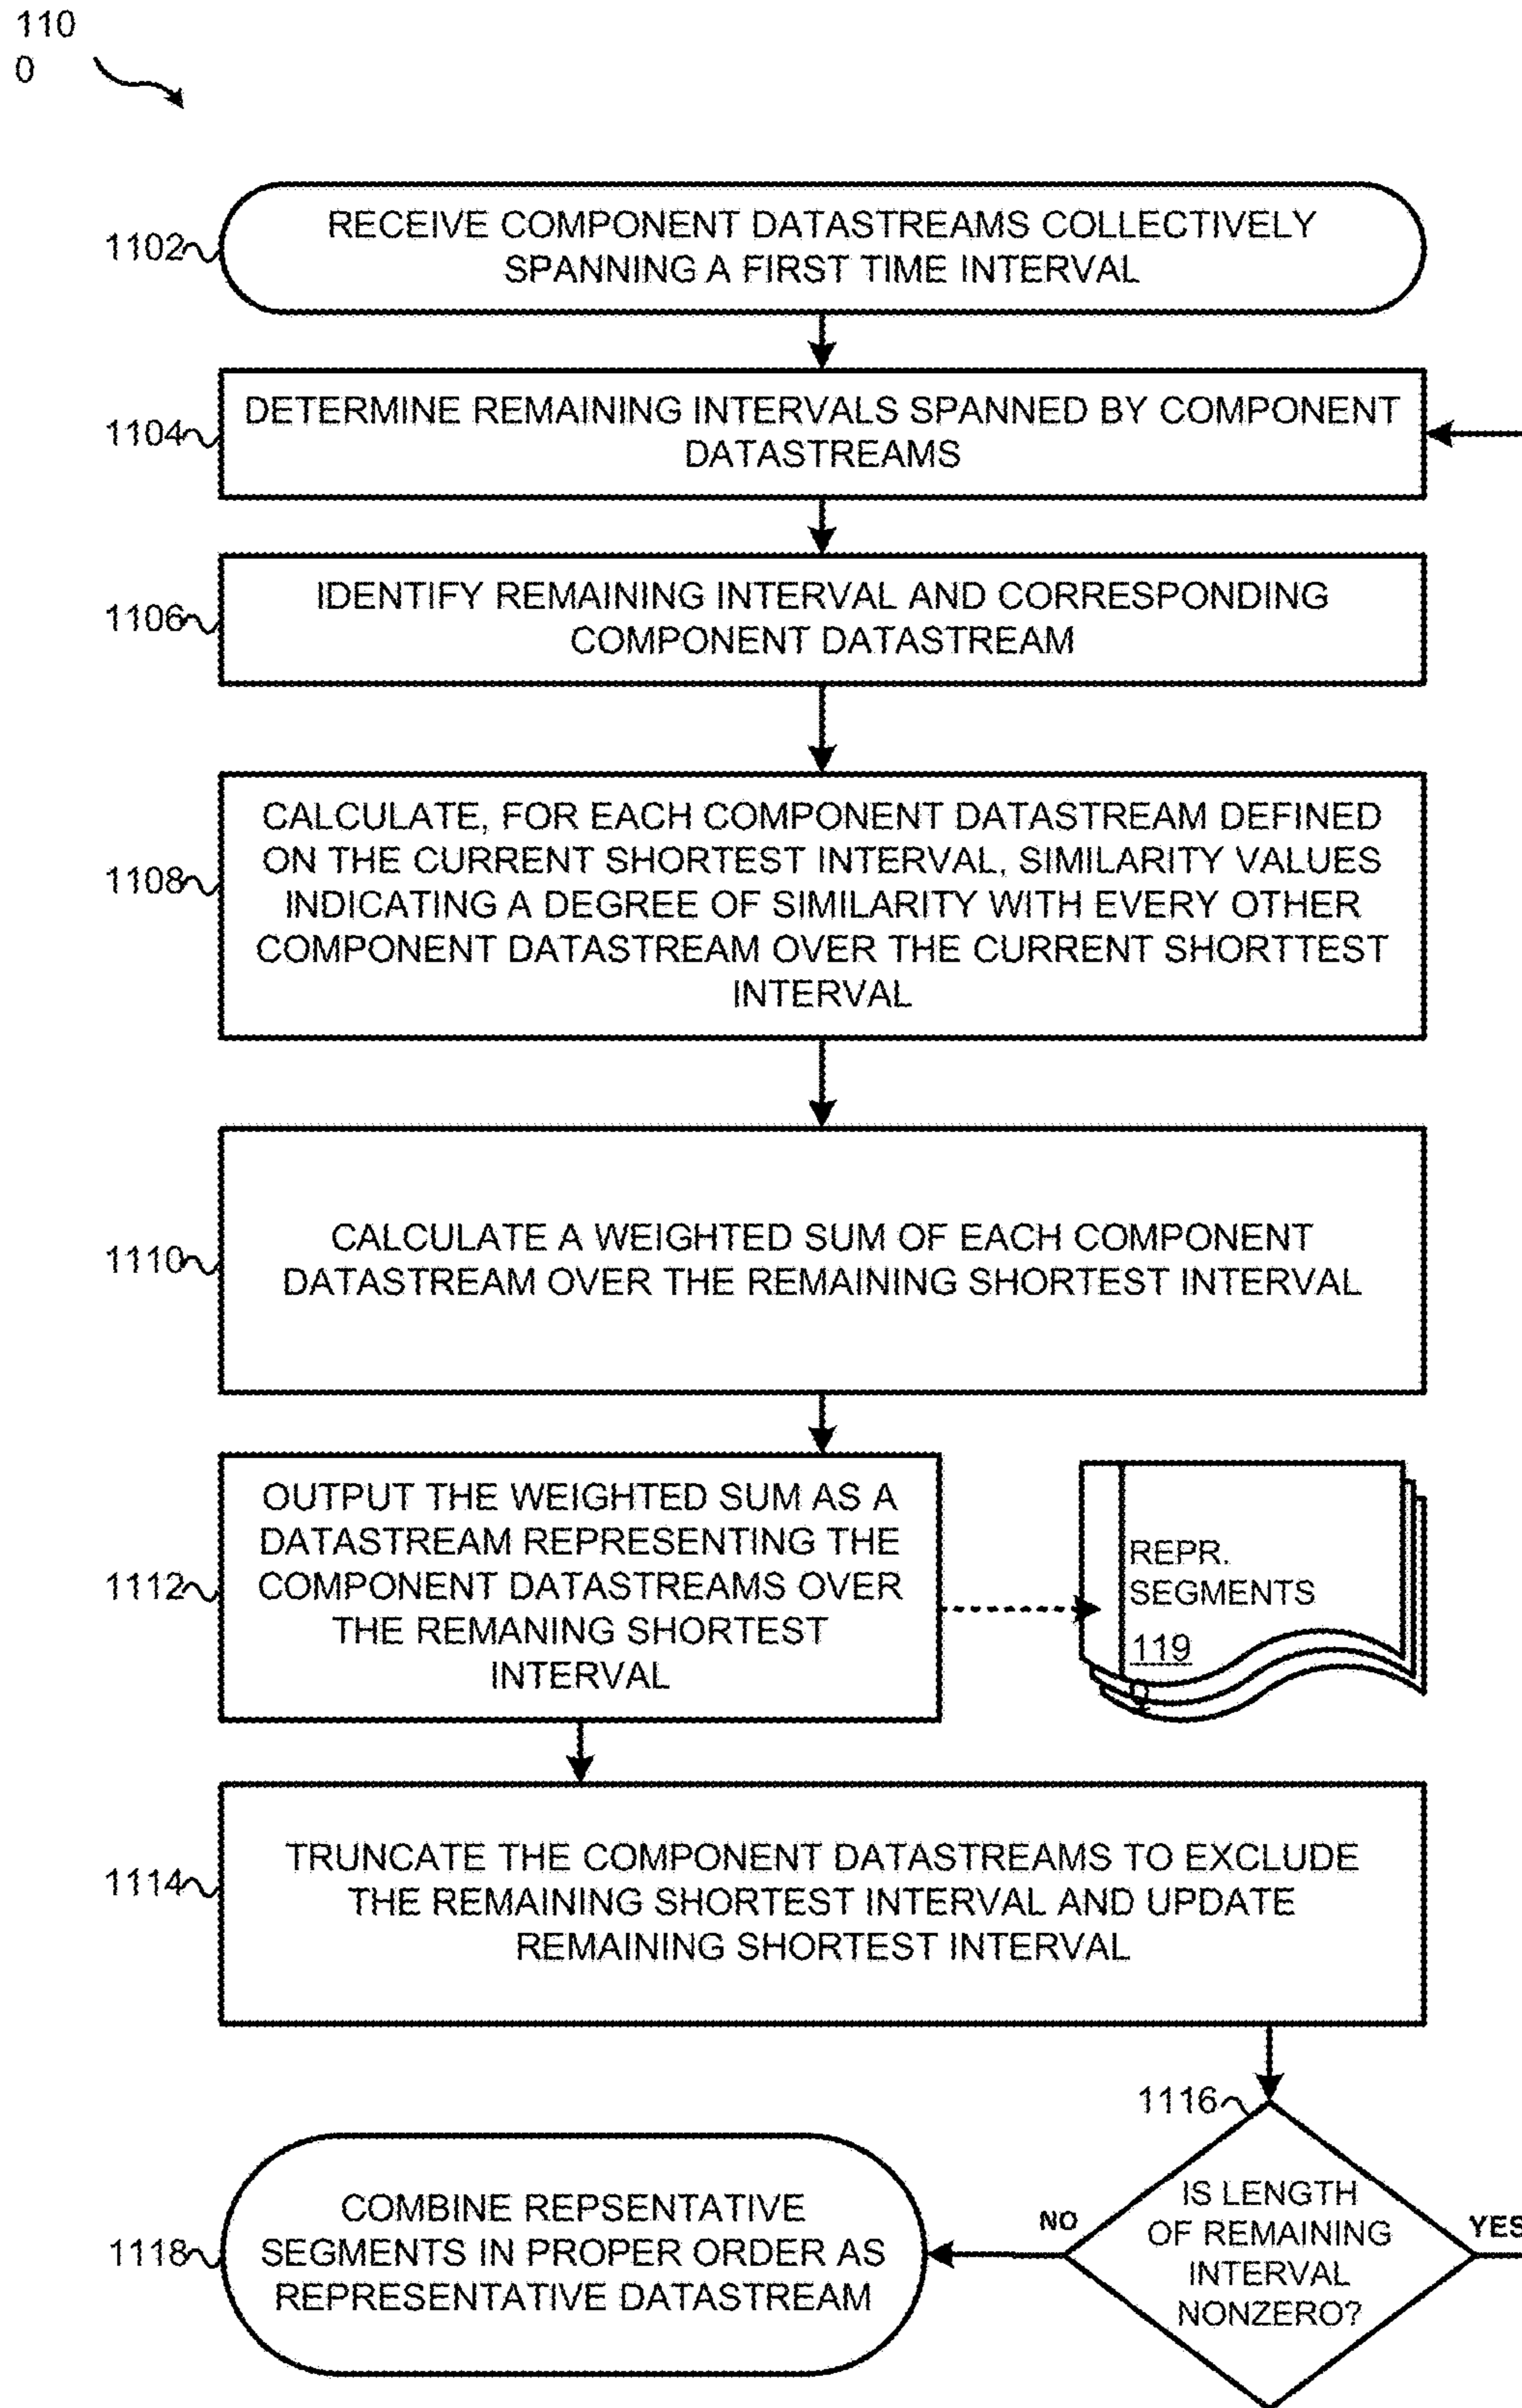 110
0
1102
RECEIVE COMPONENT DATASTREAMS COLLECTIVELY
SPANNING A FIRST TIME INTERVAL
1104
DETERMINE REMAINING INTERVALS SPANNED BY COMPONENT
DATASTREAMS
1106
IDENTIFY REMAINING INTERVAL AND CORRESPONDING
COMPONENT DATASTREAM
1108
CALCULATE, FOR EACH COMPONENT DATASTREAM DEFINED
ON THE CURRENT SHORTEST INTERVAL, SIMILARITY VALUES
INDICATING A DEGREE OF SIMILARITY WITH EVERY OTHER
COMPONENT DATASTREAM OVER THE CURRENT SHORTTEST
INTERVAL
1110
CALCULATE A WEIGHTED SUM OF EACH COMPONENT
DATASTREAM OVER THE REMAINING SHORTEST INTERVAL
1112
OUTPUT THE WEIGHTED SUM AS A
DATASTREAM REPRESENTING THE
COMPONENT DATASTREAMS OVER
THE REMANING SHORTEST
INTERVAL
REPR.
SEGMENTS
119
1114
TRUNCATE THE COMPONENT DATASTREAMS TO EXCLUDE
THE REMAINING SHORTEST INTERVAL AND UPDATE
REMAINING SHORTEST INTERVAL
1116
IS LENGTH
OF REMAINING
INTERVAL
NONZERO?
NO
YES
1118
COMBINE REPSENTATIVE
SEGMENTS IN PROPER ORDER AS
REPRESENTATIVE DATASTREAM